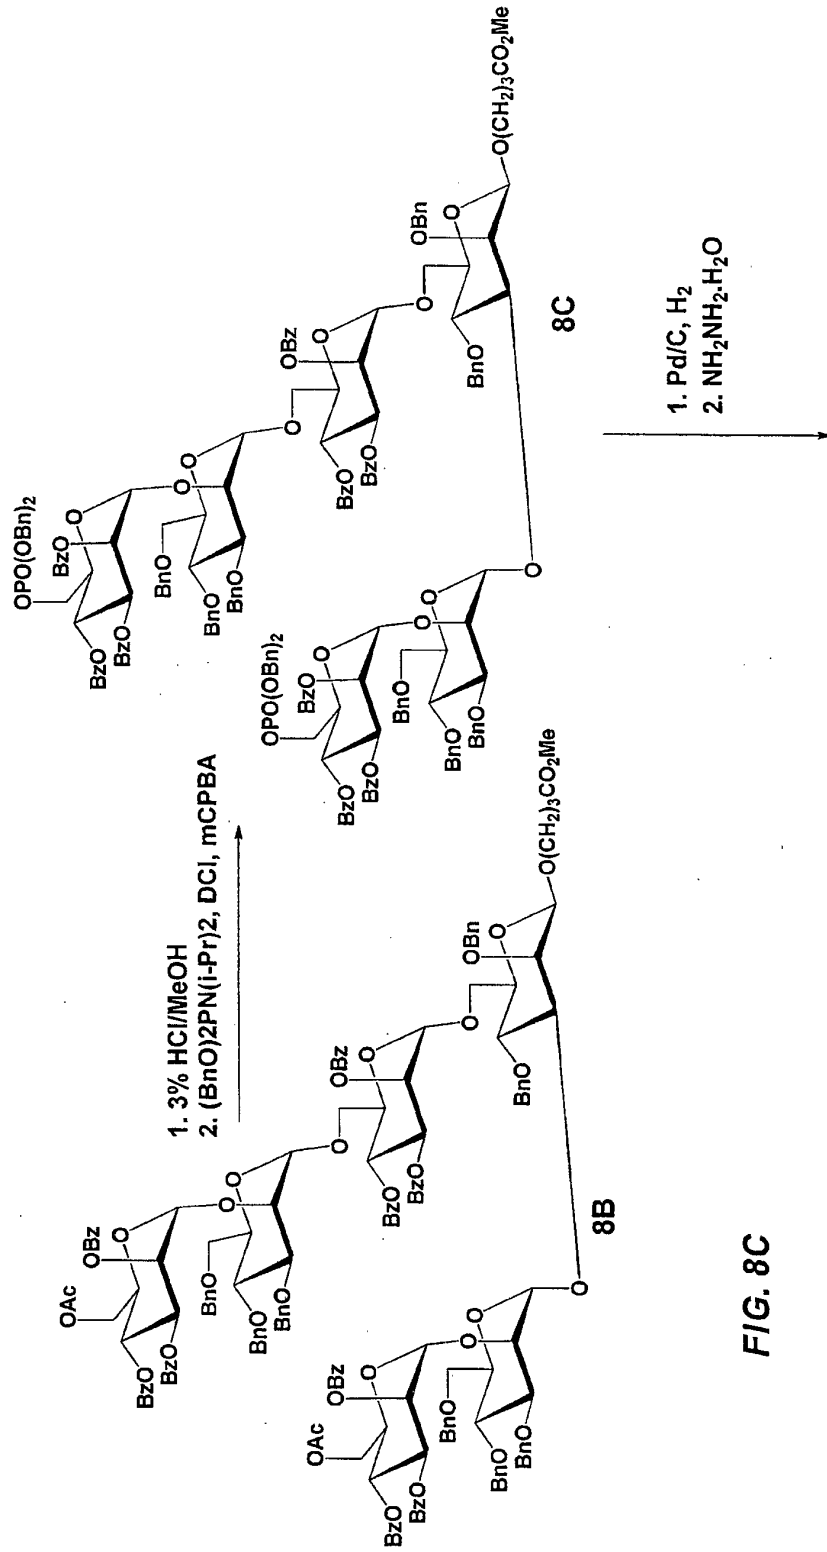 OAc
OBz
O
BzO
BzO
O
O
BnO
BnO
BnO
O
OBz
O
BzO
BzO
O
OBn
O
BnO
O(CH2)3CO2Me
OAc
OBz
O
BzO
BzO
O
O
BnO
BnO
BnO
O
8B
1. 3% HCl/MeOH
2. (BnO)2PN(i-Pr)2, DCI, mCPBA
OPO(OBn)2
BzO
O
BzO
BzO
O
O
BnO
BnO
BnO
O
OBz
O
BzO
BzO
O
OBn
O
BnO
O(CH2)3CO2Me
OPO(OBn)2
BzO
O
BzO
BzO
O
O
BnO
BnO
BnO
O
8C
1. Pd/C, H2
2. NH2NH2.H2O
FIG. 8C